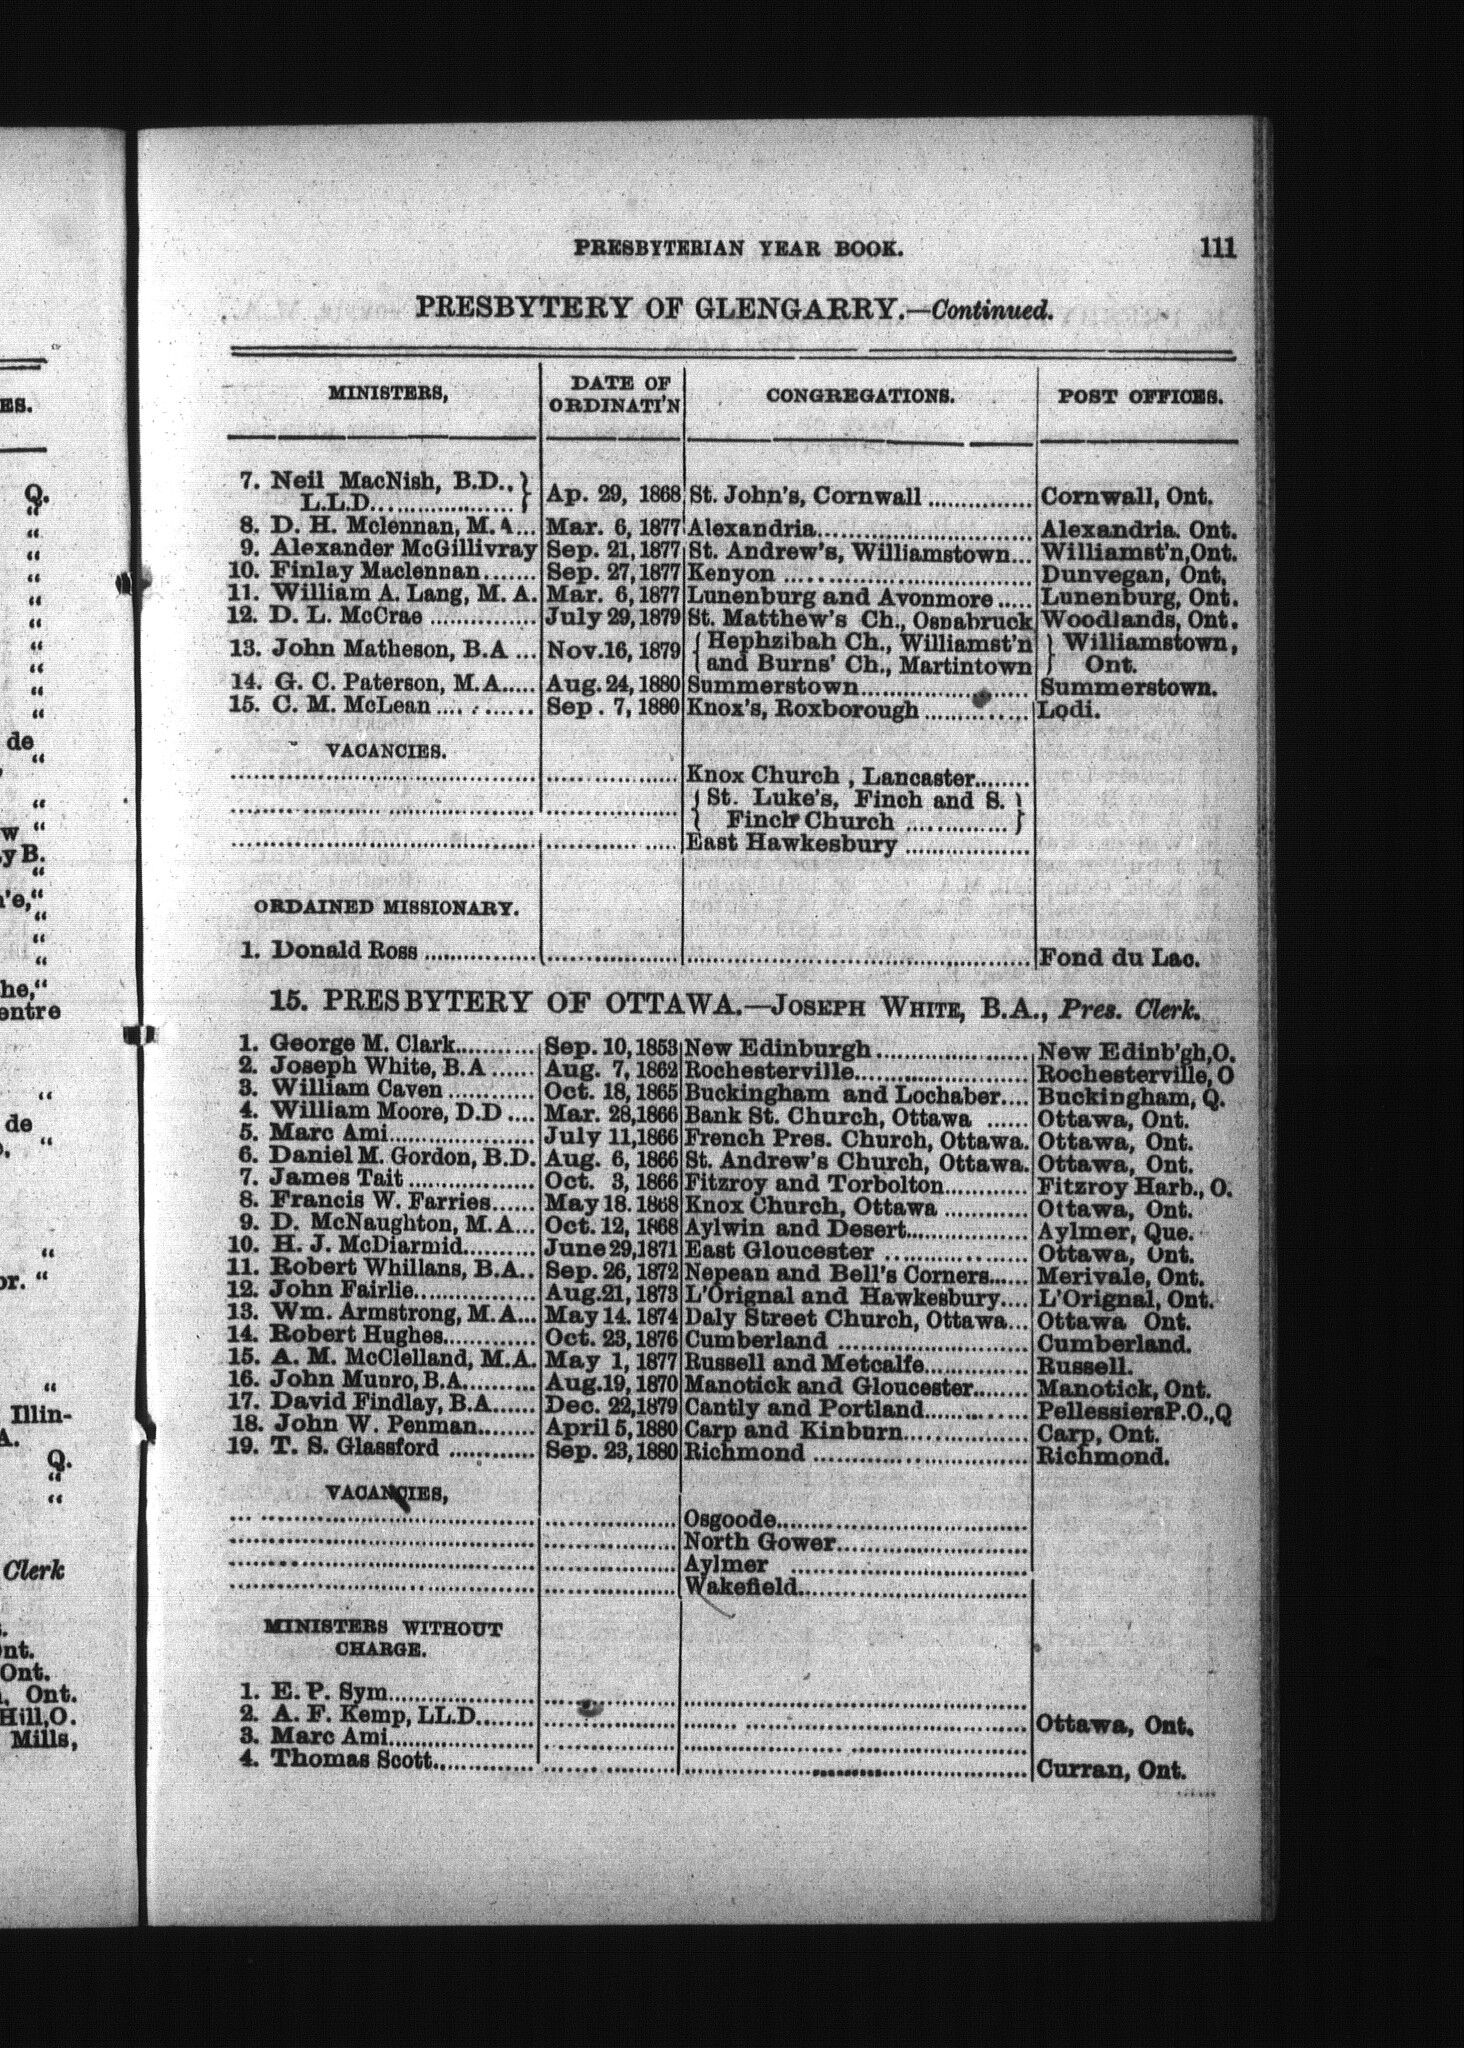 PRESBYTERIAN YEAR BOOK. 111
PRESBYTERY OF GLENGARRY.—Continued.
MINISTERS, DATE OF ORDINATI'N CONGREGATIONS. POST OFFICES.
7. Neil MacNish, B.D., L.L.D. Ap. 29, 1868 St. John's, Cornwall Cornwall, Ont.
8. D. H. Mclennan, M.A. Mar. 6, 1877 Alexandria Alexandria. Ont.
9. Alexander McGillivray Sep. 21, 1877 St. Andrew's, Williamstown Williamst'n, Ont.
10. Finlay Maclennan Sep. 27, 1877 Kenyon Dunvegan, Ont,
11. William A. Lang, M. A. Mar. 6, 1877 Lunenburg and Avonmore Lunenburg, Ont.
12. D. L. McCrae July 29, 1879 St. Matthew's Ch., Osnabruck Woodlands, Ont.
13. John Matheson, B.A Nov. 16, 1879 Hephzibah Ch., Williamst'n and Burns' Ch., Martintown Williamstown, Ont.
14. G. C. Paterson, M.A. Aug. 24, 1880 Summerstown Summerstown.
15. C. M. McLean Sep. 7, 1880 Knox's, Roxborough Lodi.
VACANCIES.
Knox Church, Lancaster
St. Luke's, Finch and S.
Finch Church
East Hawkesbury
ORDAINED MISSIONARY.
1. Donald Ross Fond du Lac.
15. PRESBYTERY OF OTTAWA.—JOSEPH WHITE, B.A., Pres. Clerk.
1. George M. Clark Sep. 10, 1853 New Edinburgh New Edinb'gh, O.
2. Joseph White, B.A Aug. 7, 1862 Rochesterville Rochesterville, O
3. William Caven Oct. 18, 1865 Buckingham and Lochaber Buckingham, Q.
4. William Moore, D.D Mar. 28, 1866 Bank St. Church, Ottawa Ottawa, Ont.
5. Marc Ami July 11, 1866 French Pres. Church, Ottawa. Ottawa, Ont.
6. Daniel M. Gordon, B.D. Aug. 6, 1866 St. Andrew's Church, Ottawa. Ottawa, Ont.
7. James Tait Oct. 3, 1866 Fitzroy and Torbolton Fitzroy Harb., O.
8. Francis W. Farries May 18. 1868 Knox Church, Ottawa Ottawa, Ont.
9. D. McNaughton, M.A Oct. 12, 1868 Aylwin and Desert Aylmer, Que.
10. H. J. McDiarmid June 29, 1871 East Gloucester Ottawa, Ont.
11. Robert Whillans, B.A. Sep. 26, 1872 Nepean and Bell's Corners Merivale, Ont.
12. John Fairlie Aug. 21, 1873 L'Orignal and Hawkesbury L'Orignal, Ont.
13. Wm. Armstrong, M.A May 14. 1874 Daly Street Church, Ottawa Ottawa Ont.
14. Robert Hughes Oct. 23, 1876 Cumberland Cumberland.
15. A. M. McClelland, M.A. May 1, 1877 Russell and Metcalfe Russell.
16. John Munro, B.A. Aug. 19, 1870 Manotick and Gloucester Manotick, Ont.
17. David Findlay, B.A Dec. 22, 1879 Cantly and Portland Pellessiers P.O., Q
18. John W. Penman April 5, 1880 Carp and Kinburn Carp, Ont.
19. T. S. Glassford Sep. 23, 1880 Richmond Richmond.
VACANCIES,
Osgoode
North Gower
Aylmer
Wakefield
MINISTERS WITHOUT
CHARGE.
1. E. P. Sym
2. A. F. Kemp, LL.D Ottawa, Ont.
3. Marc Ami
4. Thomas Scott Curran, Ont.